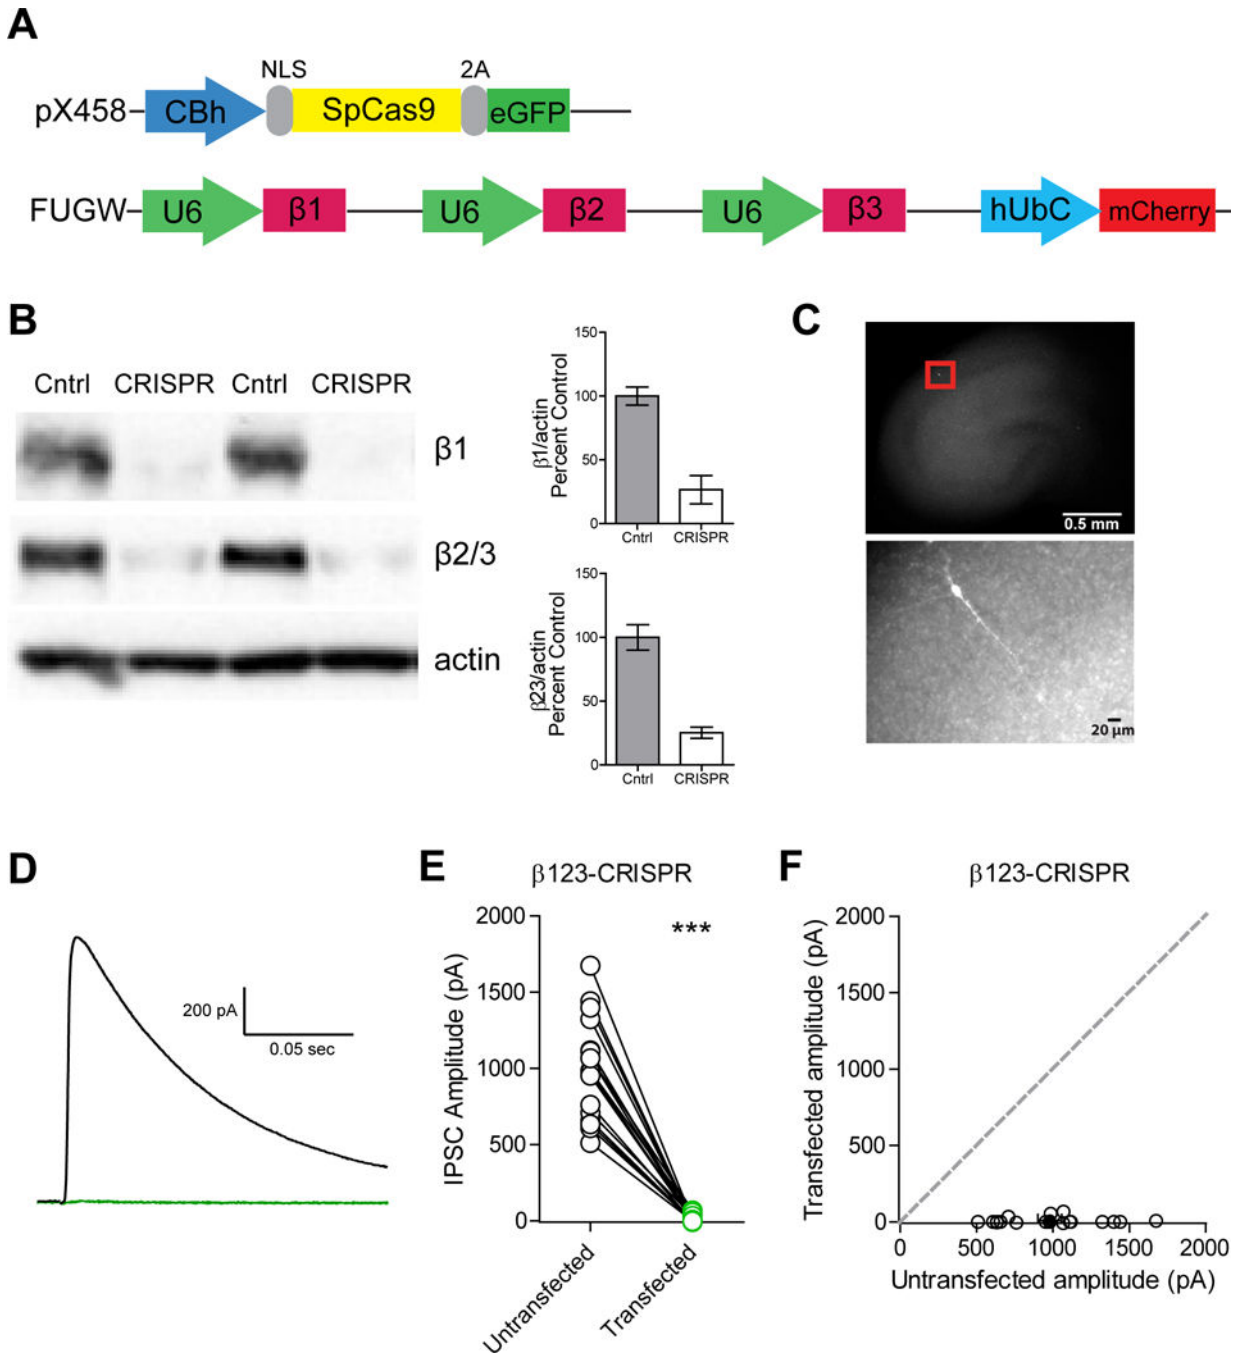 A
NLS
2A
pX458
CBh
SpCas9
eGFP
FUGW
U6
β1
U6
β2
U6
β3
hUbC
mCherry
B
Cntrl CRISPR Cntrl CRISPR
β1
β2/3
actin
β1/actin
Percent Control
150
100
50
0
Cntrl
CRISPR
β23/actin
Percent Control
150
100
50
0
Cntrl
CRISPR
C
0.5 mm
20 µm
D
200 pA
0.05 sec
E
β123-CRISPR
IPSC Amplitude (pA)
2000
1500
1000
500
0
***
Untransfected
Transfected
F
β123-CRISPR
Transfected amplitude (pA)
2000
1500
1000
500
0
0 500 1000 1500 2000
Untransfected amplitude (pA)